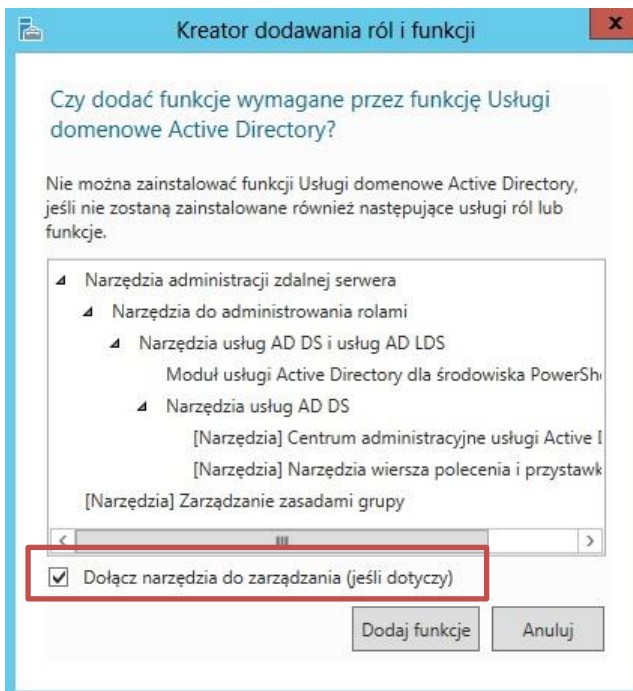 Kreator dodawania ról i funkcji
x
Czy dodać funkcje wymagane przez funkcję Usługi
domenowe Active Directory?
Nie można zainstalować funkcji Usługi domenowe Active Directory,
jeśli nie zostaną zainstalowane również następujące usługi ról lub
funkcje.
Narzędzia administracji zdalnej serwera
Narzędzia do administrowania rolami
Narzędzia usług AD DS i usług AD LDS
Moduł usługi Active Directory dla środowiska PowerSh
Narzędzia usług AD DS
[Narzędzia] Centrum administracyjne usługi Active
[Narzędzia] Narzędzia wiersza polecenia i przystawk
[Narzędzia] Zarządzanie zasadami grupy
Dołącz narzędzia do zarządzania (jeśli dotyczy)
Dodaj funkcje
Anuluj